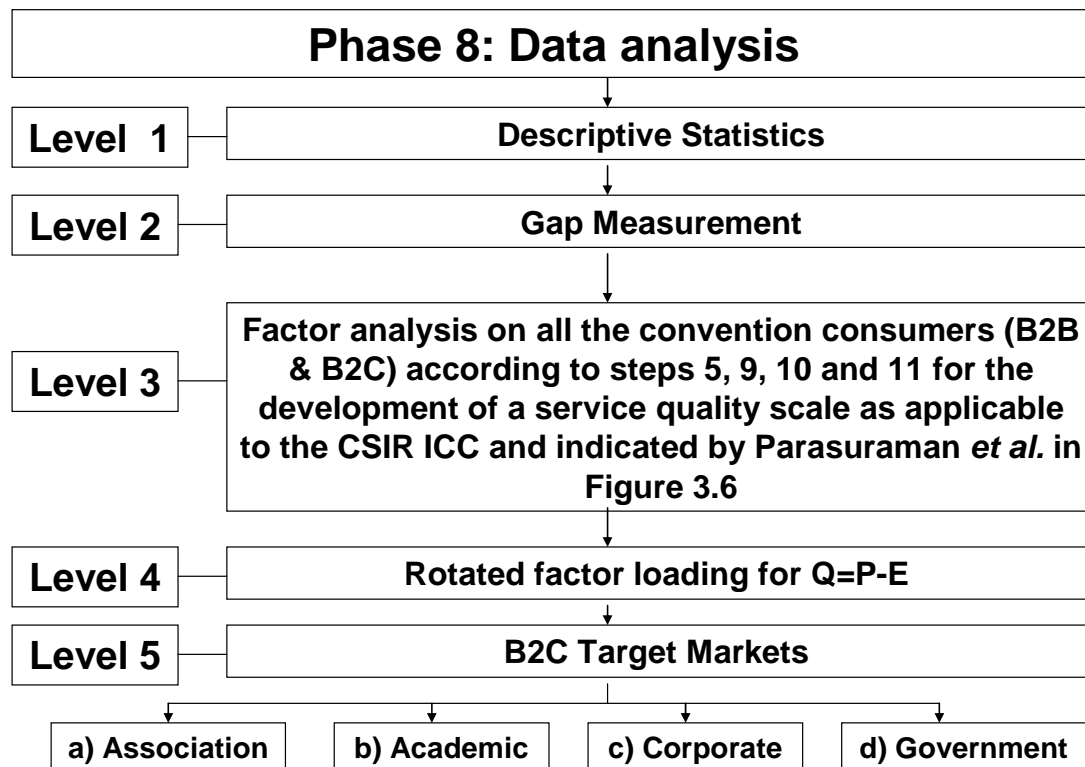 Phase 8: Data analysis
Level 1
Descriptive Statistics
Level 2
Gap Measurement
Level 3
Factor analysis on all the convention consumers (B2B
& B2C) according to steps 5, 9, 10 and 11 for the
development of a service quality scale as applicable
to the CSIR ICC and indicated by Parasuraman et al. in
Figure 3.6
Level 4
Rotated factor loading for Q=P-E
Level 5
B2C Target Markets
a) Association
b) Academic
c) Corporate
d) Government